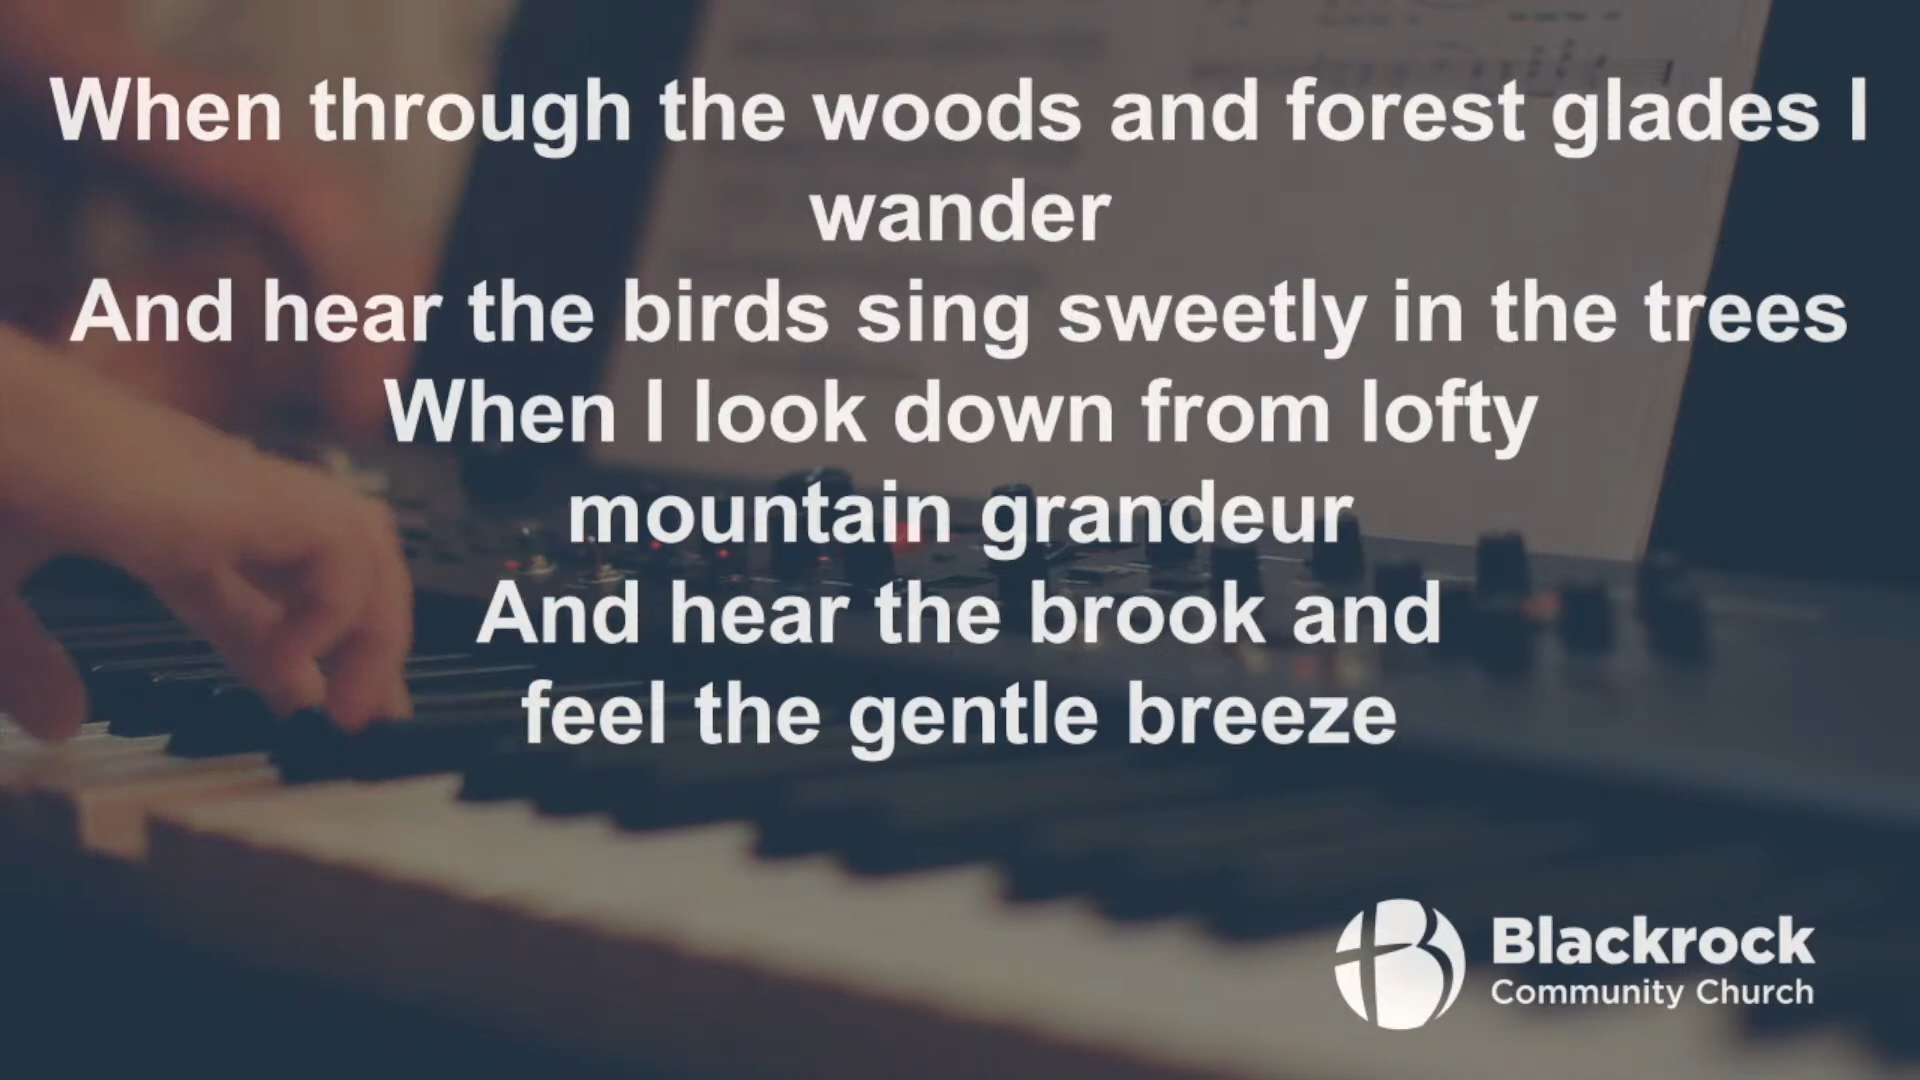 When through the woods and forest glades I
wander
And hear the birds sing sweetly in the trees
When I look down from lofty
mountain grandeur
And hear the brook and
feel the gentle breeze
Blackrock
Community Church